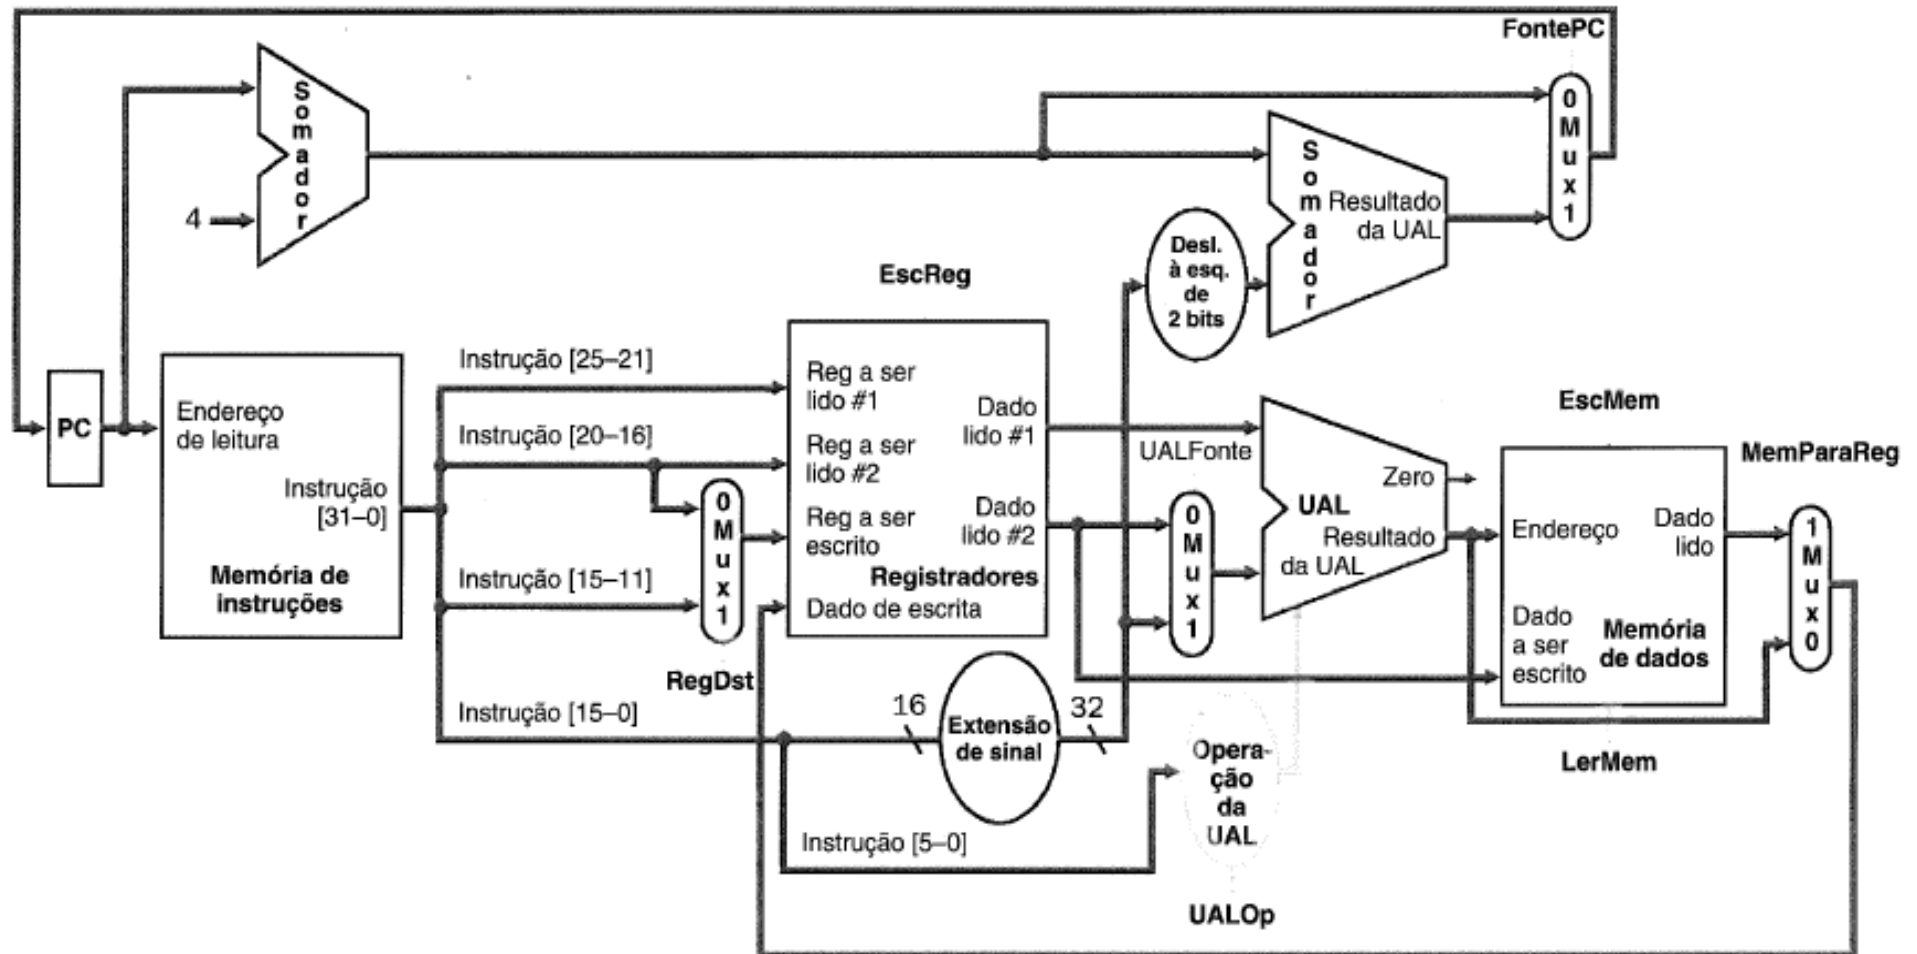 FontePC
S
o
m
a
d
o
r
4
0
M
u
x
1
S
o
m
a
d
o
r
Resultado
da UAL
Desl.
à esq.
de
2 bits
EscReg
PC
Endereço
de leitura
Instrução
[31–0]
Memória de
instruções
Instrução [25–21]
Instrução [20–16]
Instrução [15–11]
Instrução [15–0]
0
M
u
x
1
RegDst
Reg a ser
lido #1
Reg a ser
lido #2
Reg a ser
escrito
Dado de escrita
Dado
lido #1
Dado
lido #2
Registradores
UALFonte
0
M
u
x
1
Zero
UAL
Resultado
da UAL
EscMem
Endereço
Dado
lido
Dado
a ser
escrito
Memória
de dados
LerMem
MemParaReg
1
M
u
x
0
16
Extensão
de sinal
32
Instrução [5–0]
Opera-
ção
da
UAL
UALOp